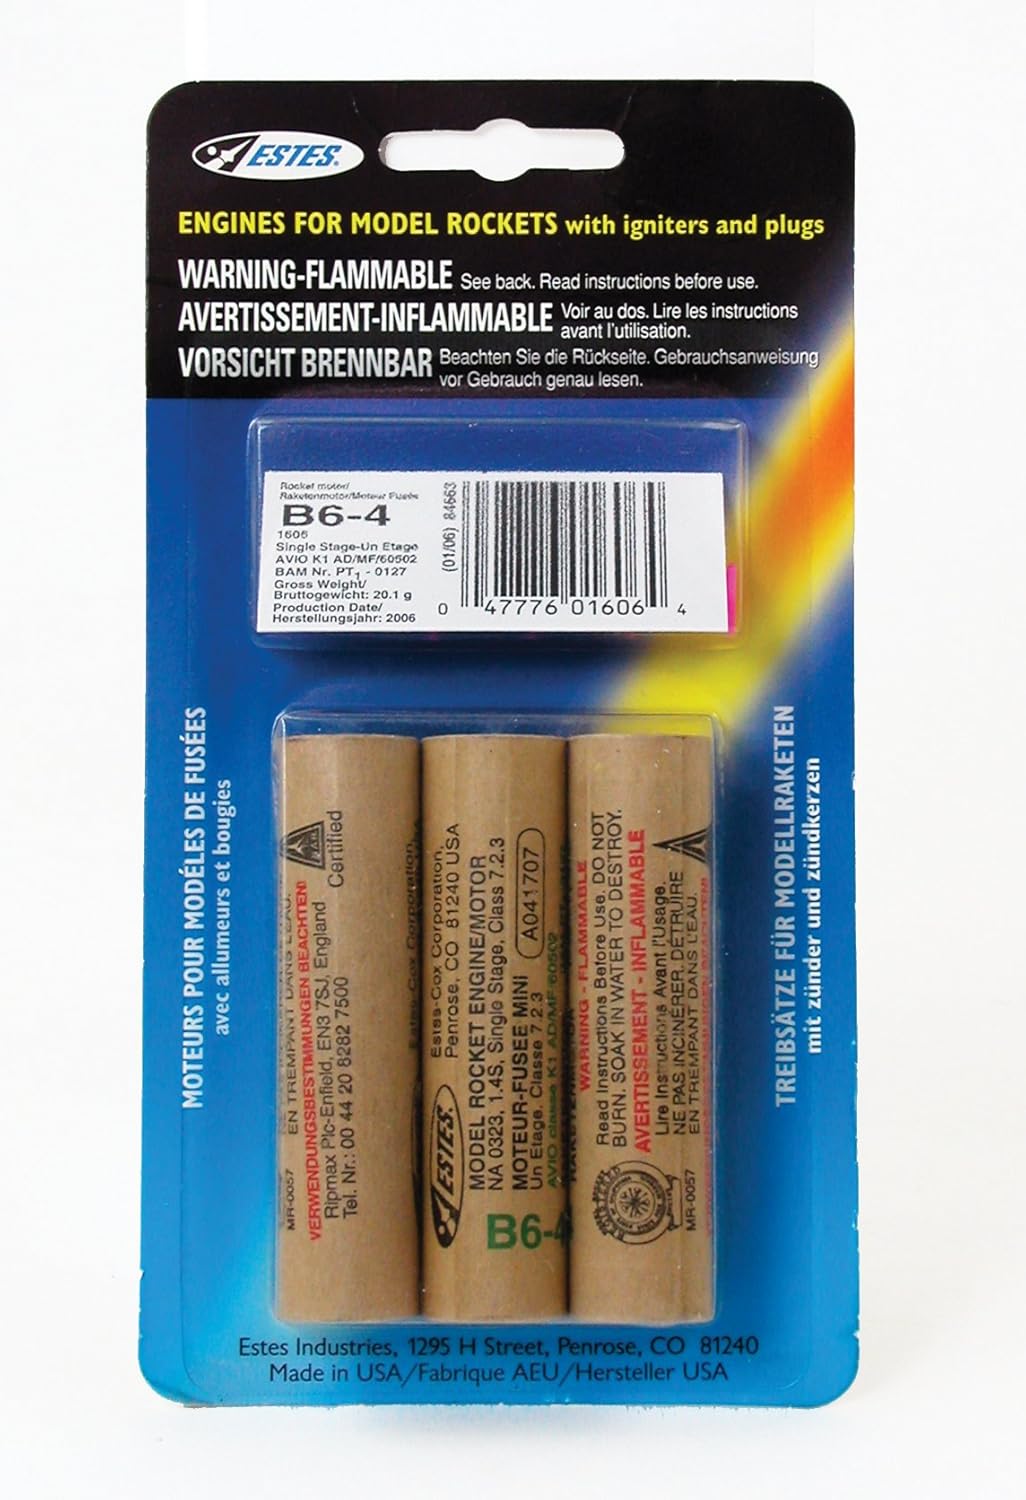 ESTES
ENGINES FOR MODEL ROCKETS with igniters and plugs
WARNING-FLAMMABLE See back. Read instructions before use.
AVERTISSEMENT-INFLAMMABLE Voir au dos. Lire les instructions
avant l'utilisation.
VORSICHT BRENNBAR Beachten Sie die Rückseite. Gebrauchsanweisung
vor Gebrauch genau lesen.
Rocket motor/
Raketenmotor/Moteur Fusée
B6-4
1606
Single Stage-Un Etage
AVIO K1 AD/MF/60502
BAM Nr. PT1 - 0127
Gross Weight/
Bruttogewicht: 20.1 g
Production Date/
Herstellungsjahr: 2006
(01/06) 84663
0 47776 01606 4
MOTEURS POUR MODÉLES DE FUSÉES
avec allumeurs et bougies
EN TREMPANT DANS L'EAU.
VERWENDUNGSBESTIMMUNGEN BEACHTEN!
Ripmax Plc-Enfield, EN3 7SJ, England
Tel. Nr.: 00 44 20 8282 7500
Certified
MR-0057
Estes-Cox Corporation
ESTES
Estes-Cox Corporation,
Penrose, CO 81240 USA
MODEL ROCKET ENGINE/MOTOR
NA 0323, 1.4S, Single Stage, Class 7.2.3
MOTEUR-FUSEE MINI
Un Etage. Classe 7.2.3
A041707
AVIO classe K1 AD/MF 60502
B6-4
WARNING - FLAMMABLE
Read Instructions Before Use. DO NOT
BURN. SOAK IN WATER TO DESTROY.
AVERTISSEMENT - INFLAMMABLE
Lire Instructions Avant l'Usage.
NE PAS INCINÉRER. DÉTRUIRE
EN TREMPANT DANS L'EAU.
MR-0057
TREIBSÄTZE FÜR MODELLRAKETEN
mit zünder und zündkerzen
Estes Industries, 1295 H Street, Penrose, CO 81240
Made in USA/Fabrique AEU/Hersteller USA